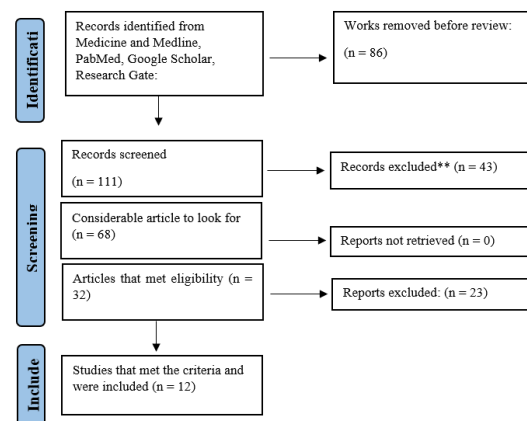 Identificati
Records identified from
Medicine and Medline,
PabMed, Google Scholar,
Research Gate:
Works removed before review:
(n = 86)
Screening
Records screened
(n = 111)
Records excluded** (n = 43)
Considerable article to look for
(n = 68)
Reports not retrieved (n = 0)
Articles that met eligibility (n =
32)
Reports excluded: (n = 23)
Include
Studies that met the criteria and
were included (n = 12)